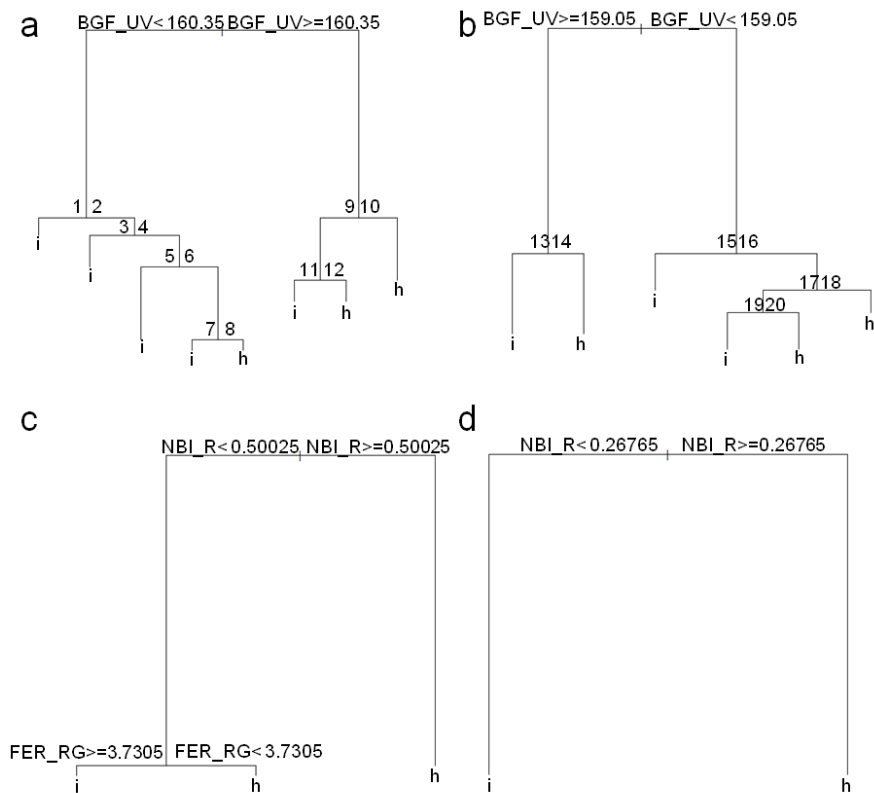 a
BGF_UV<160.35 BGF_UV>=160.35
1 2
3 4
i
i
5 6
i
7 8
i h
9 10
11 12
i h
h
b
BGF_UV>=159.05 BGF_UV<159.05
1314
i h
1516
i
1718
1920
i h
h
c
NBI_R<0.50025 NBI_R>=0.50025
FER_RG>=3.7305 FER_RG<3.7305
i h
h
d
NBI_R<0.26765 NBI_R>=0.26765
i h